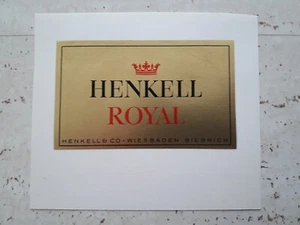 HENKELL
ROYAL
HENKELL & CO · WIESBADEN-BIEBRICH